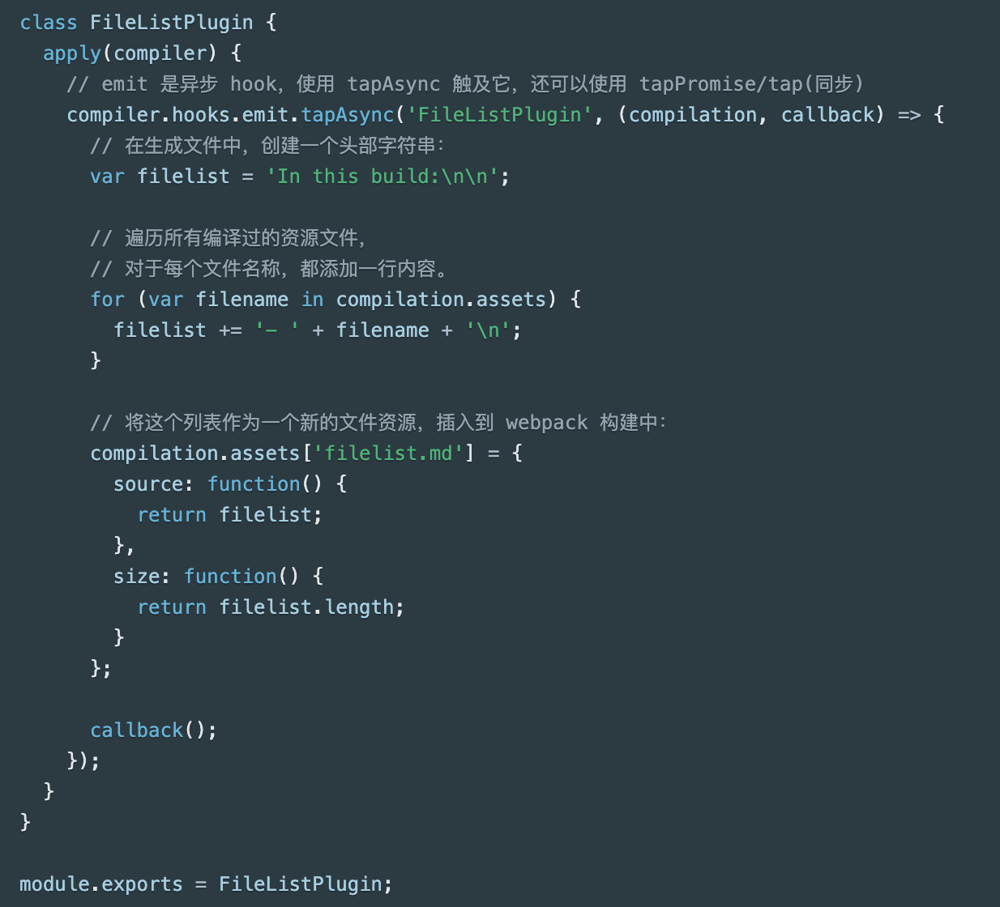 class FileListPlugin {
  apply(compiler) {
    // emit 是异步 hook，使用 tapAsync 触及它，还可以使用 tapPromise/tap(同步)
    compiler.hooks.emit.tapAsync('FileListPlugin', (compilation, callback) => {
      // 在生成文件中，创建一个头部字符串：
      var filelist = 'In this build:\n\n';

      // 遍历所有编译过的资源文件，
      // 对于每个文件名称，都添加一行内容。
      for (var filename in compilation.assets) {
        filelist += '- ' + filename + '\n';
      }

      // 将这个列表作为一个新的文件资源，插入到 webpack 构建中：
      compilation.assets['filelist.md'] = {
        source: function() {
          return filelist;
        },
        size: function() {
          return filelist.length;
        }
      };

      callback();
    });
  }
}

module.exports = FileListPlugin;